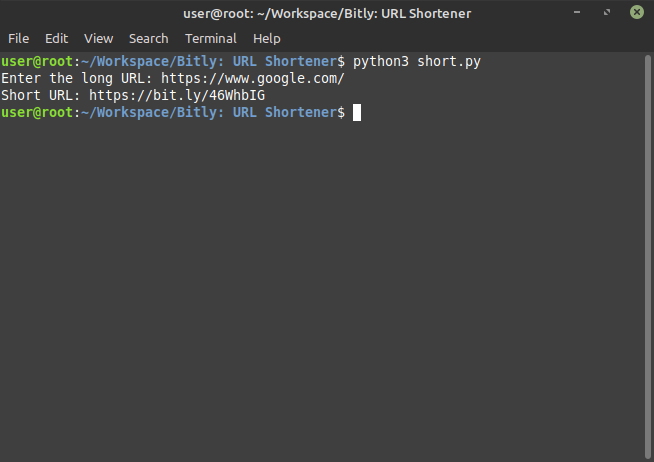 user@root: ~/Workspace/Bitly: URL Shortener
File Edit View Search Terminal Help
user@root:~/Workspace/Bitly: URL Shortener$ python3 short.py
Enter the long URL: https://www.google.com/
Short URL: https://bit.ly/46WhbIG
user@root:~/Workspace/Bitly: URL Shortener$